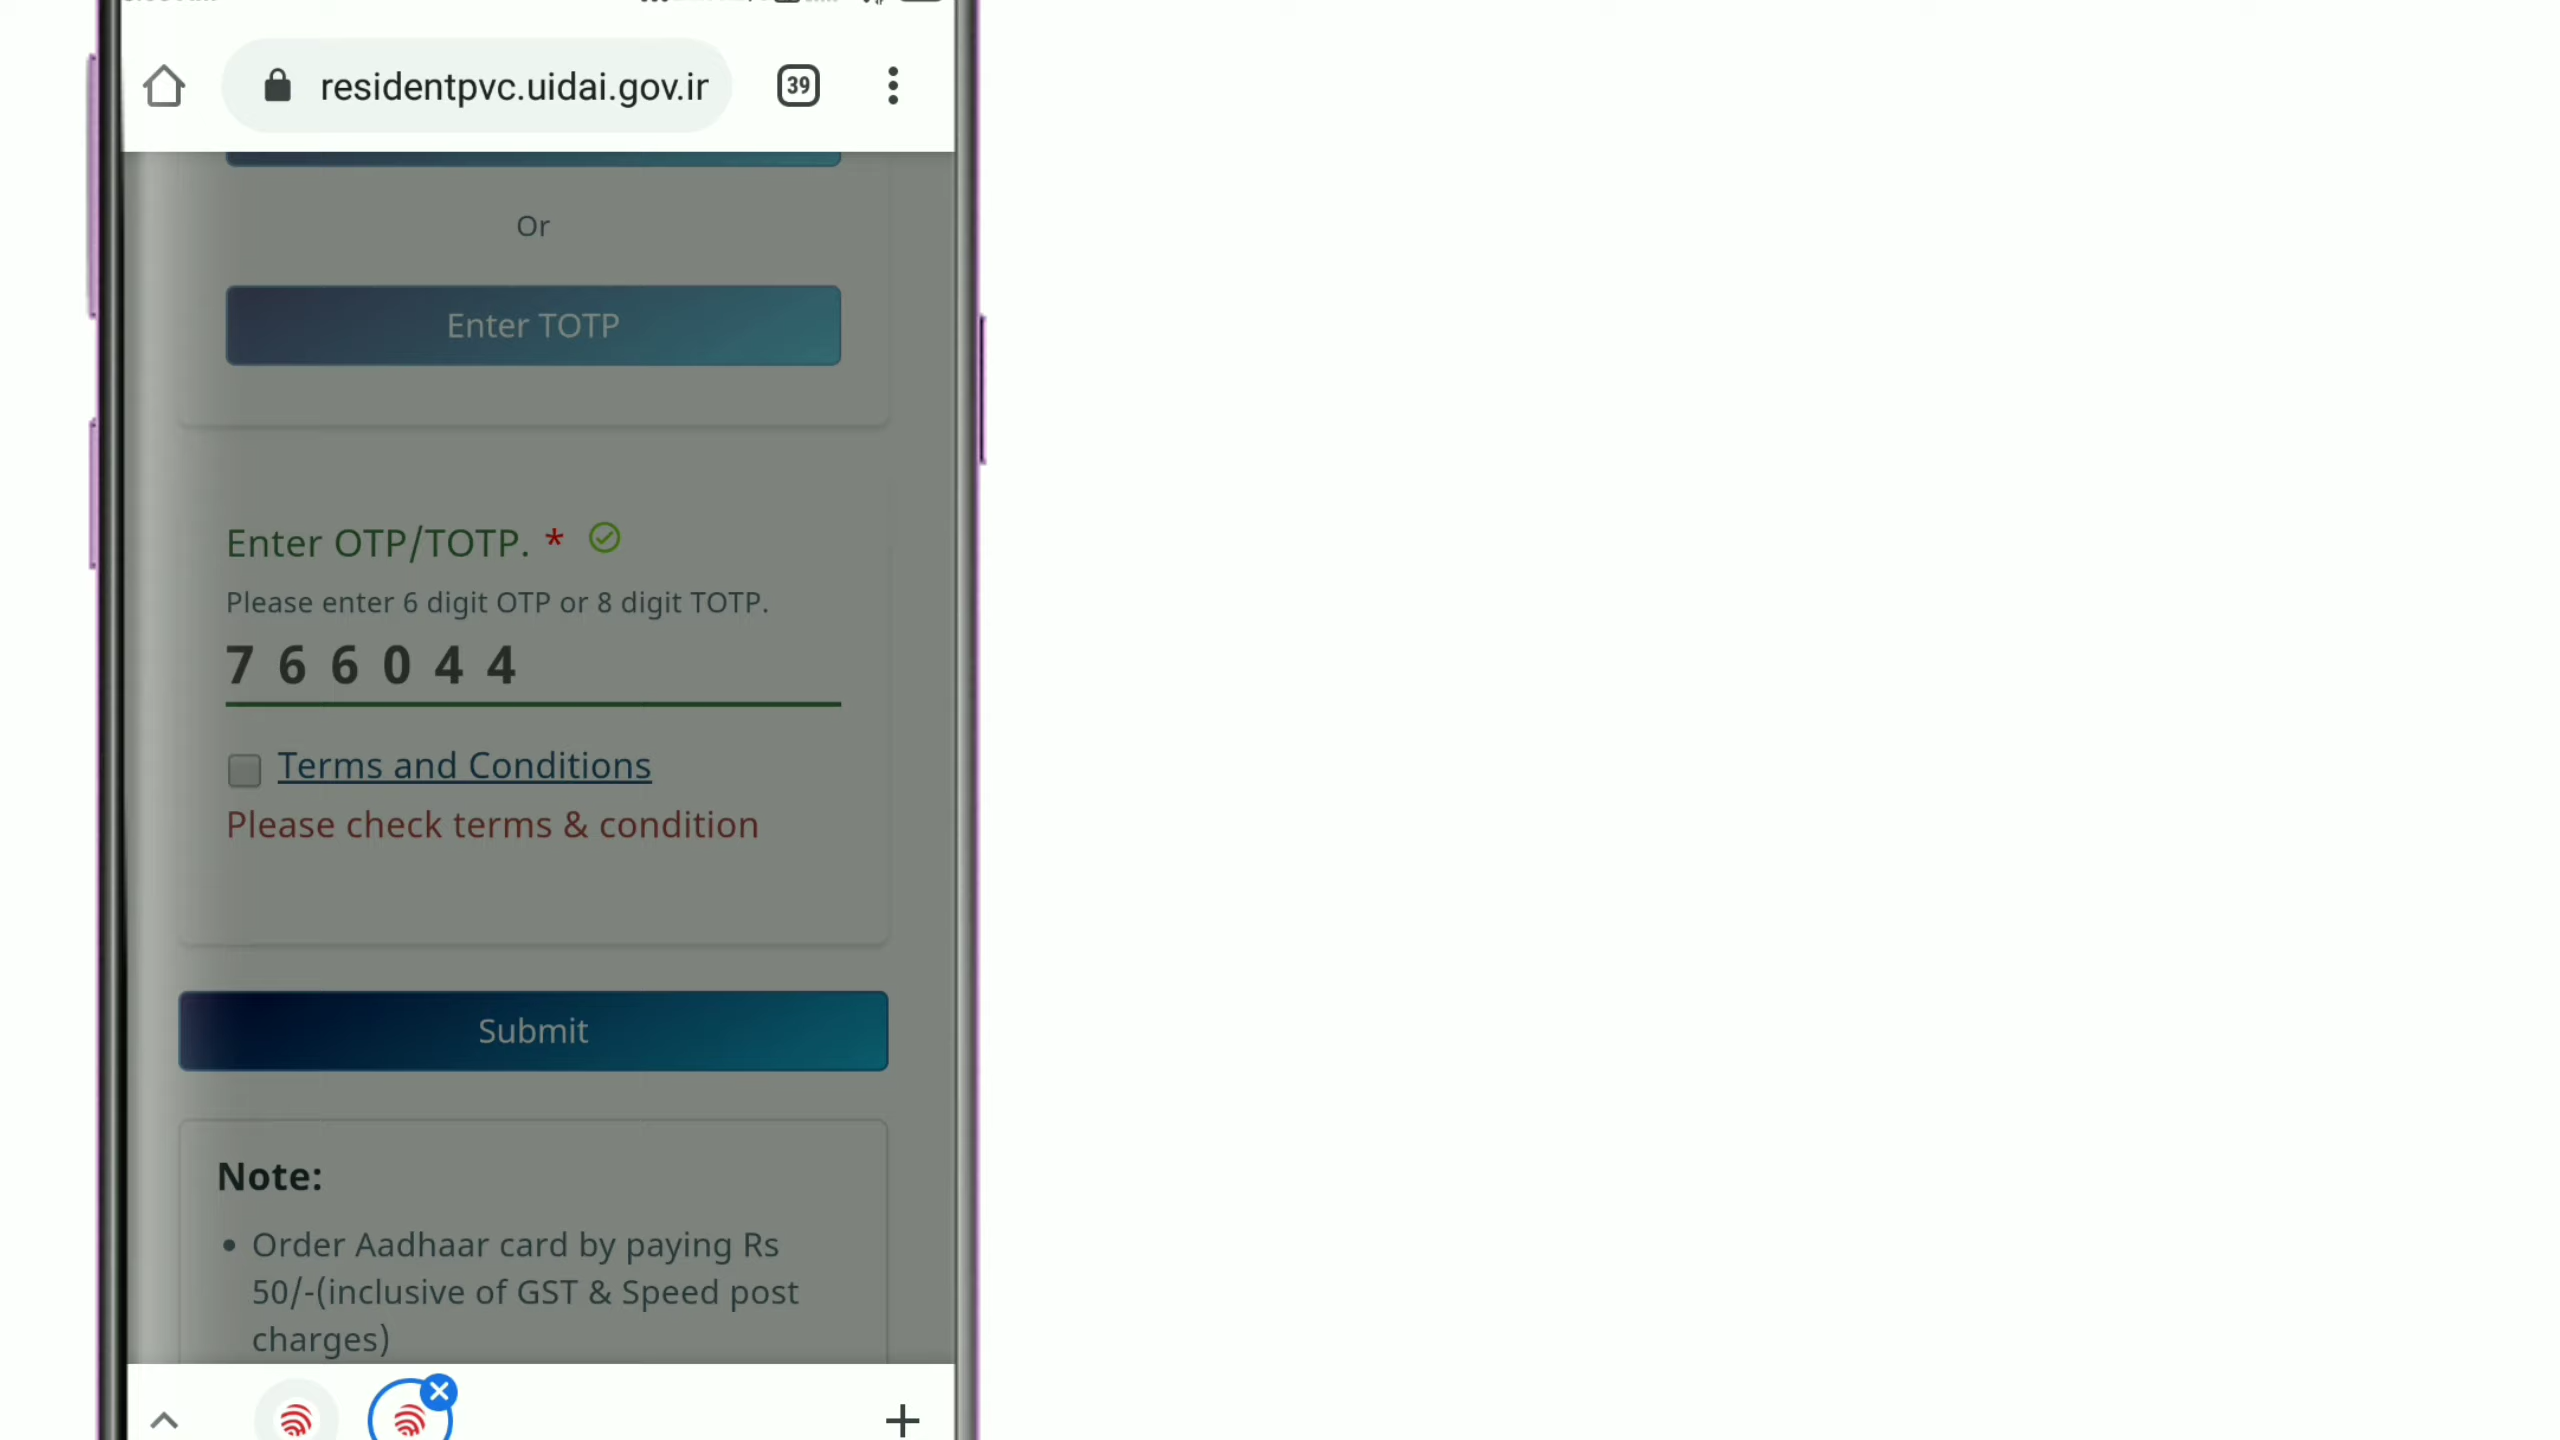 residentpvc.uidai.gov.ir
39
Or
Enter TOTP
Enter OTP/TOTP. *
Please enter 6 digit OTP or 8 digit TOTP.
7 6 6 0 4 4
Terms and Conditions
Please check terms & condition
Submit
Note:
• Order Aadhaar card by paying Rs
50/-(inclusive of GST & Speed post
charges)